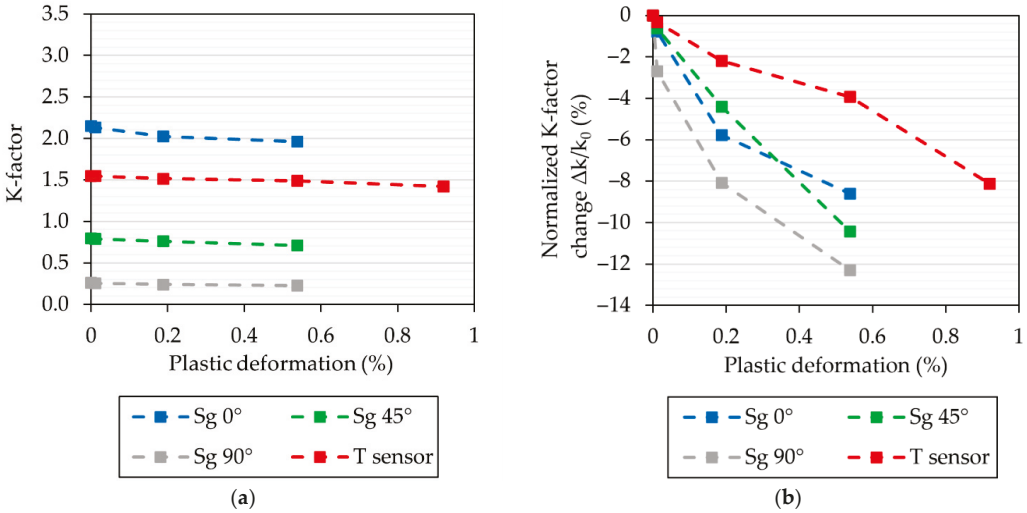 3.5
3.0
2.5
2.0
1.5
1.0
0.5
0.0
K-factor
0 0.2 0.4 0.6 0.8 1
Plastic deformation (%)
Sg 0° Sg 45°
Sg 90° T sensor
(a)
0
−2
−4
−6
−8
−10
−12
−14
Normalized K-factor
change Δk/k₀ (%)
0 0.2 0.4 0.6 0.8 1
Plastic deformation (%)
Sg 0° Sg 45°
Sg 90° T sensor
(b)